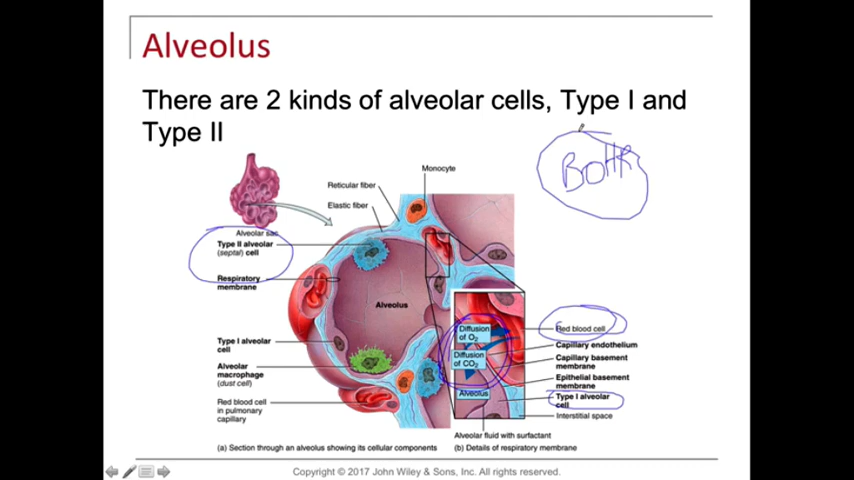 Alveolus
There are 2 kinds of alveolar cells, Type I and
Type II
Monocyte
Reticular fiber
Elastic fiber
Alveolar sac
Type II alveolar
(septal) cell
Respiratory
membrane
Alveolus
Type I alveolar
cell
Alveolar
macrophage
(dust cell)
Red blood cell
in pulmonary
capillary
Diffusion
of O2
Diffusion
of CO2
Alveolus
Red blood cell
Capillary endothelium
Capillary basement
membrane
Epithelial basement
membrane
Type I alveolar
cell
Interstitial space
Alveolar fluid with surfactant
(a) Section through an alveolus showing its cellular components
(b) Details of respiratory membrane
Copyright © 2017 John Wiley & Sons, Inc. All rights reserved.